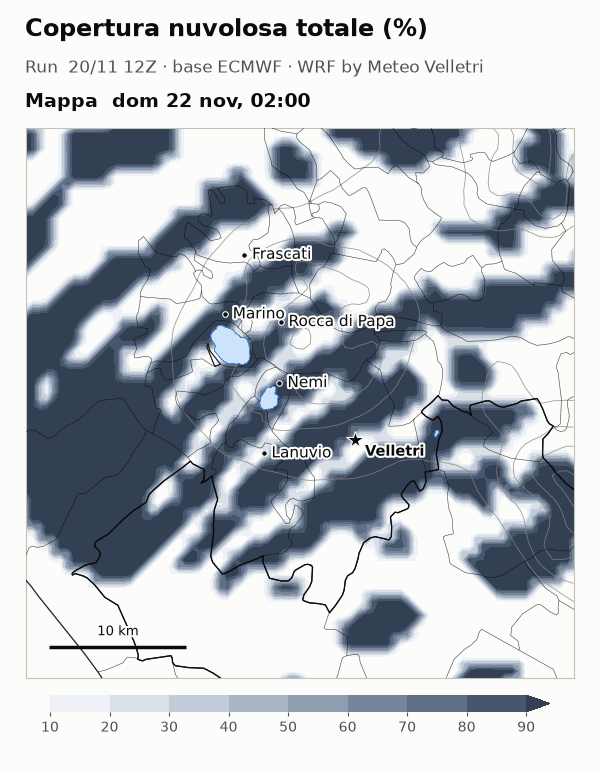 Copertura nuvolosa totale (%)
Run 20/11 12Z · base ECMWF · WRF by Meteo Velletri
Mappa dom 22 nov, 02:00
Frascati
Marino
Rocca di Papa
Nemi
Velletri
Lanuvio
10 km
10 20 30 40 50 60 70 80 90